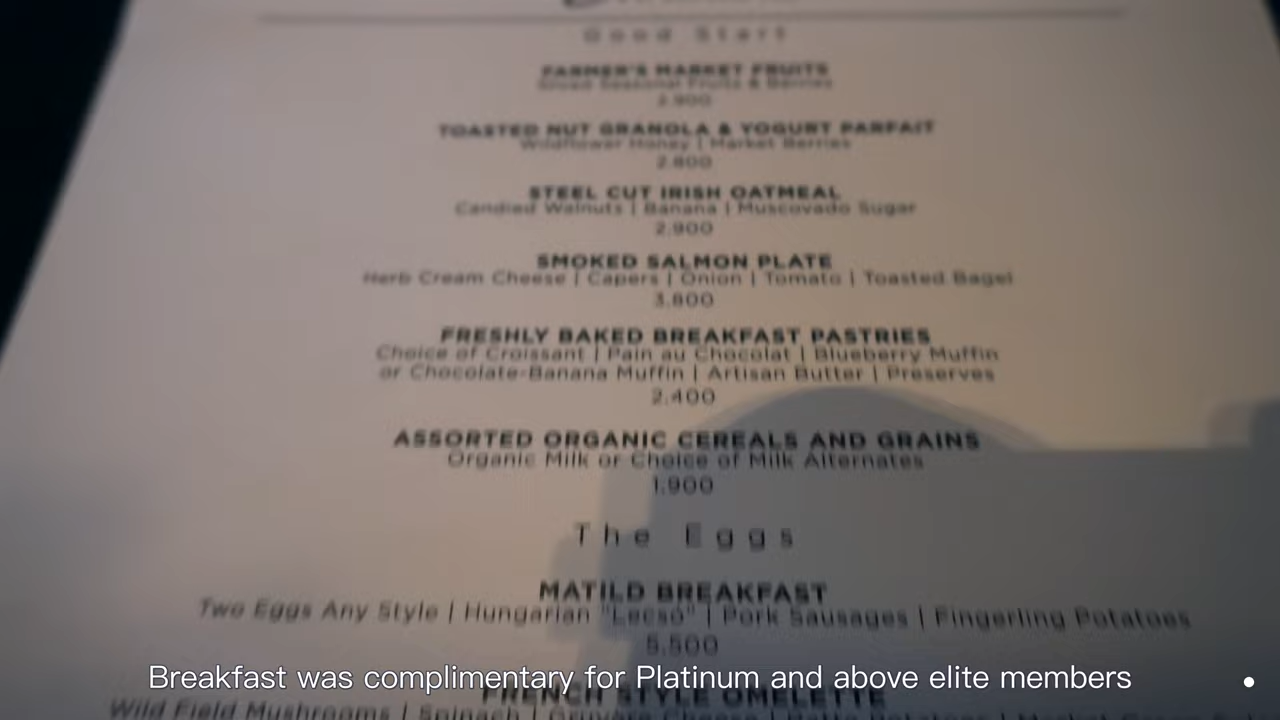 Good Start
FARMER'S MARKET FRUITS
Sliced Seasonal Fruits & Berries
2.900
TOASTED NUT GRANOLA & YOGURT PARFAIT
Wildflower Honey | Market Berries
2.800
STEEL CUT IRISH OATMEAL
Candied Walnuts | Banana | Muscovado Sugar
2.900
SMOKED SALMON PLATE
Herb Cream Cheese | Capers | Onion | Tomato | Toasted Bagel
3.800
FRESHLY BAKED BREAKFAST PASTRIES
Choice of Croissant | Pain au Chocolat | Blueberry Muffin
or Chocolate-Banana Muffin | Artisan Butter | Preserves
2.400
ASSORTED ORGANIC CEREALS AND GRAINS
Organic Milk or Choice of Milk Alternates
1.900
The Eggs
MATILD BREAKFAST
Two Eggs Any Style | Hungarian "Lecsó" | Pork Sausages | Fingerling Potatoes
5.500
Breakfast was complimentary for Platinum and above elite members
FRENCH STYLE OMELETTE
Wild Field Mushrooms | Spinach | Gruyère Cheese |